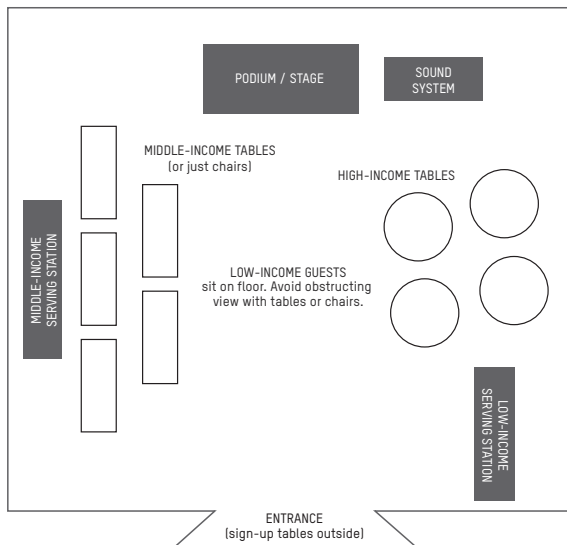 PODIUM / STAGE
SOUND
SYSTEM
MIDDLE-INCOME TABLES
(or just chairs)
HIGH-INCOME TABLES
MIDDLE-INCOME
SERVING STATION
LOW-INCOME GUESTS
sit on floor. Avoid obstructing
view with tables or chairs.
LOW-INCOME
SERVING STATION
ENTRANCE
(sign-up tables outside)